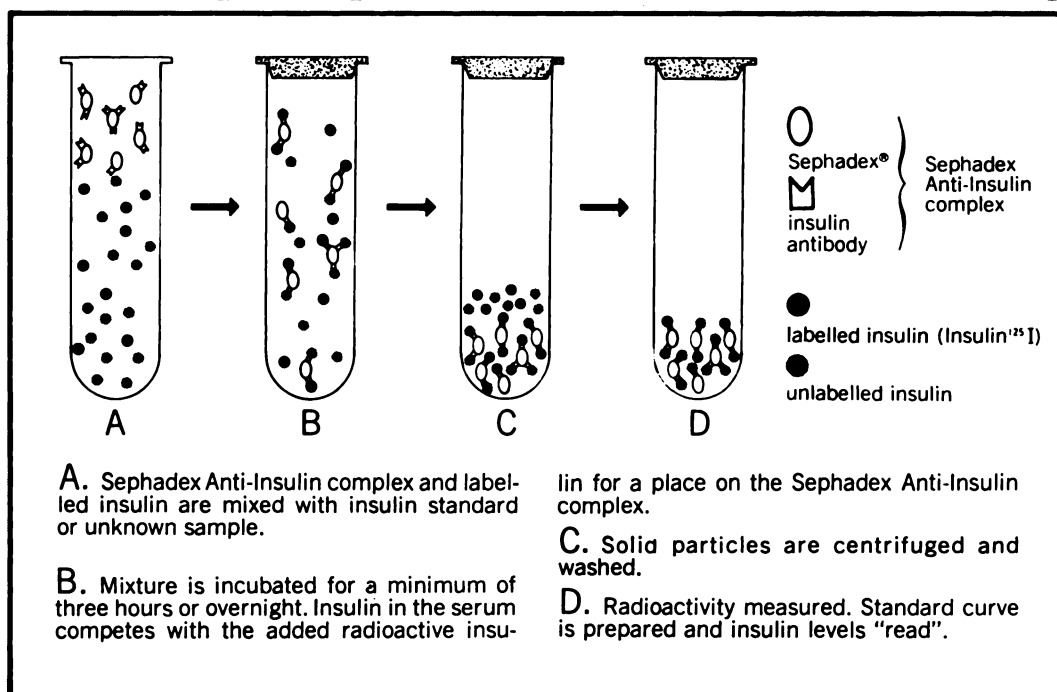 Sephadex®
insulin
antibody
Sephadex
Anti-Insulin
complex
labelled insulin (Insulin¹²⁵I)
unlabelled insulin
A
B
C
D
A. Sephadex Anti-Insulin complex and label-
led insulin are mixed with insulin standard
or unknown sample.
B. Mixture is incubated for a minimum of
three hours or overnight. Insulin in the serum
competes with the added radioactive insu-
lin for a place on the Sephadex Anti-Insulin
complex.
C. Solid particles are centrifuged and
washed.
D. Radioactivity measured. Standard curve
is prepared and insulin levels “read”.